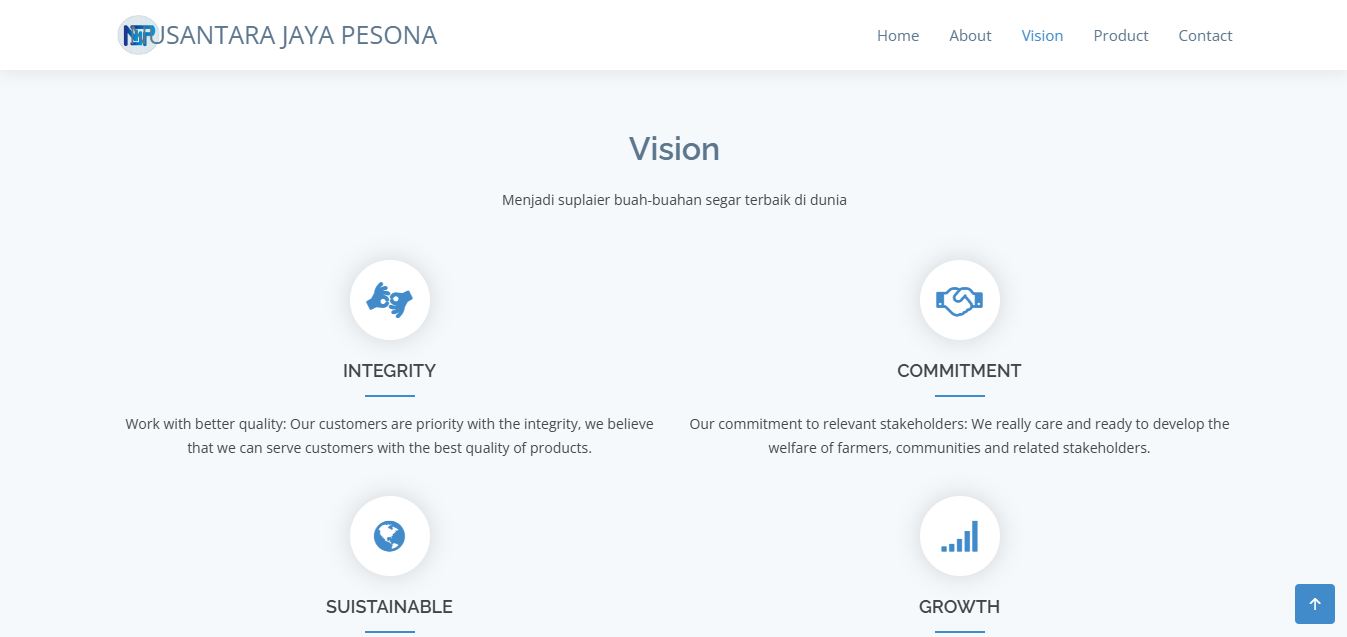 NUSANTARA JAYA PESONA
Home About Vision Product Contact
Vision
Menjadi suplaier buah-buahan segar terbaik di dunia
INTEGRITY
Work with better quality: Our customers are priority with the integrity, we believe
that we can serve customers with the best quality of products.
COMMITMENT
Our commitment to relevant stakeholders: We really care and ready to develop the
welfare of farmers, communities and related stakeholders.
SUISTAINABLE
GROWTH